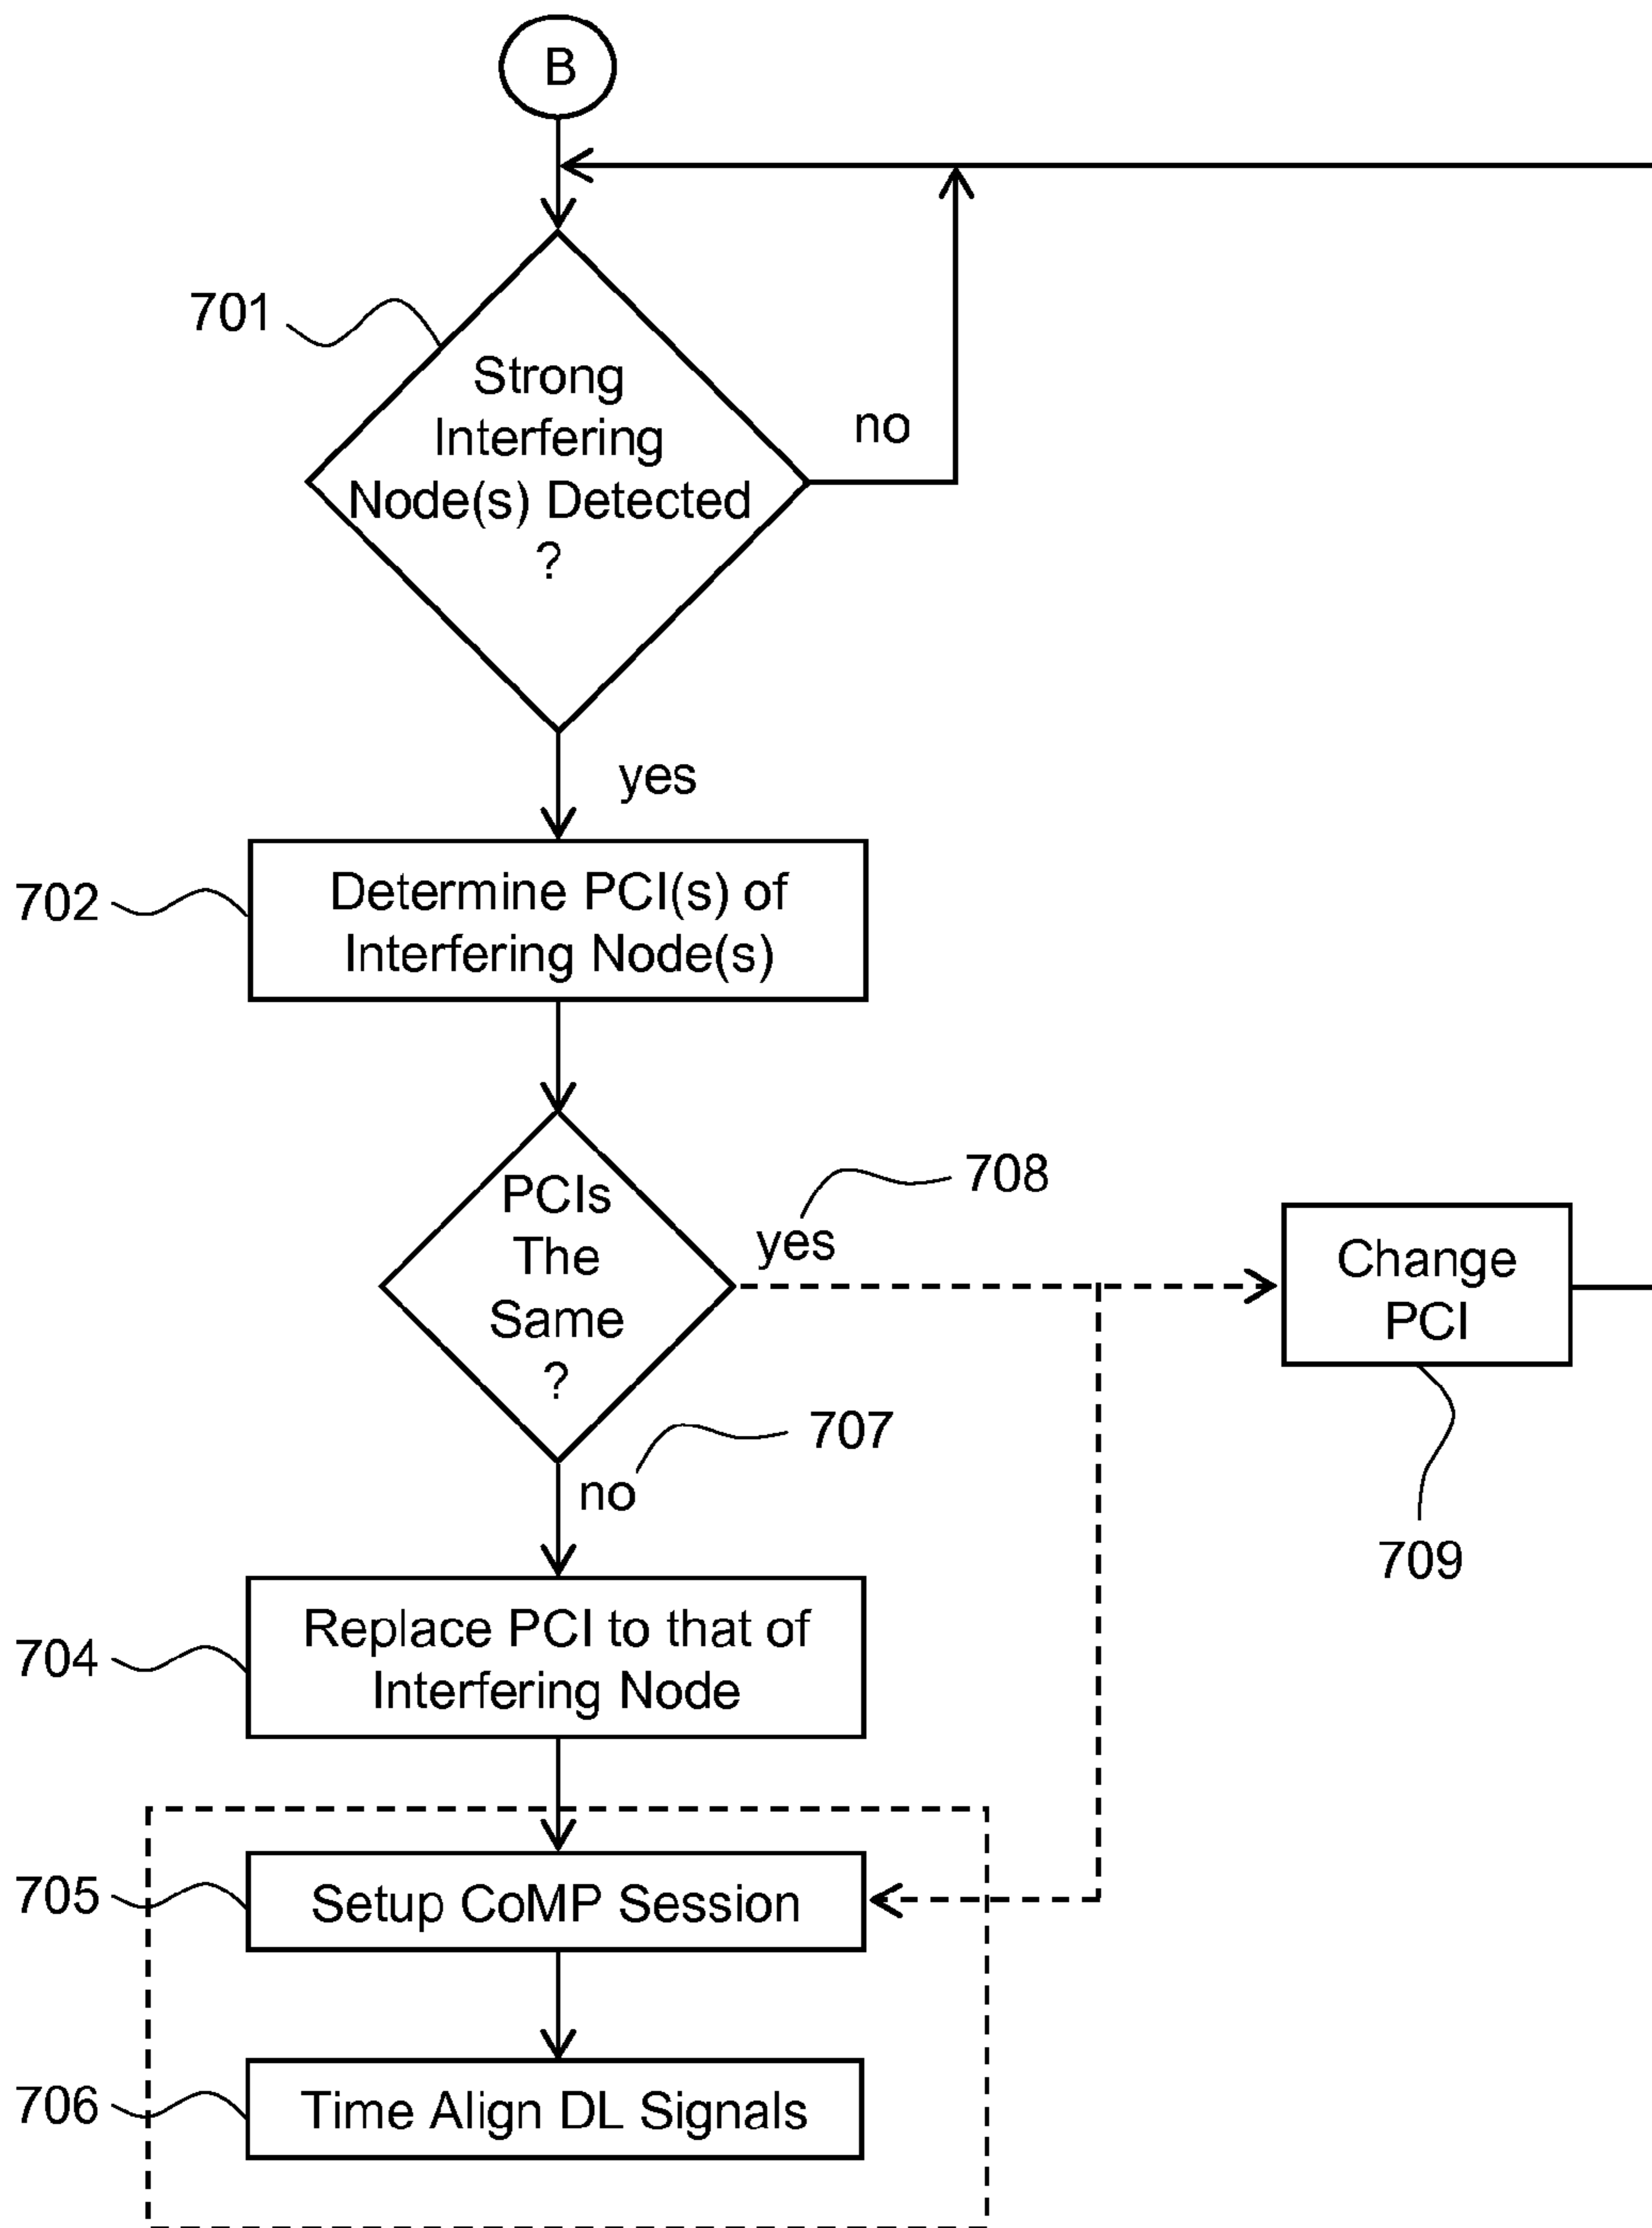 B
701
Strong
Interfering
Node(s) Detected
?
no
yes
702
Determine PCI(s) of
Interfering Node(s)
PCIs
The
Same
?
708
yes
Change
PCI
709
707
no
704
Replace PCI to that of
Interfering Node
705
Setup CoMP Session
706
Time Align DL Signals